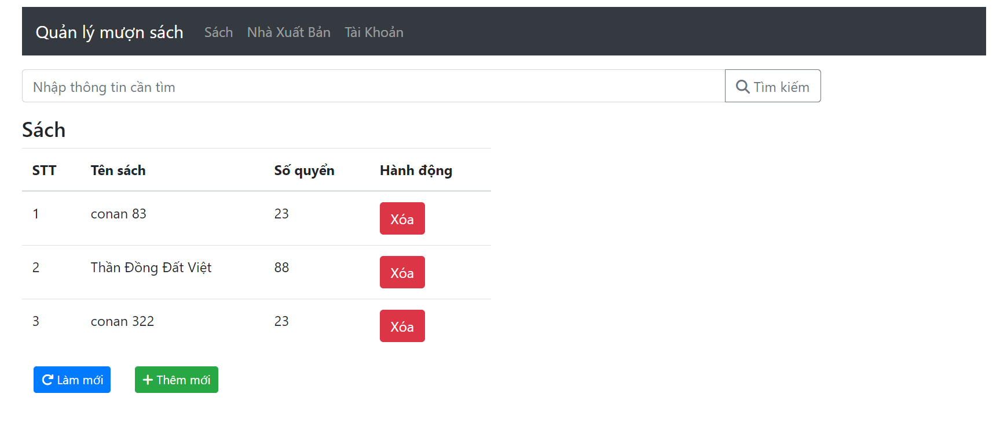 Quản lý mượn sách Sách Nhà Xuất Bản Tài Khoản
Nhập thông tin cần tìm Tìm kiếm
Sách
STT Tên sách Số quyển Hành động
1 conan 83 23 Xóa
2 Thần Đồng Đất Việt 88 Xóa
3 conan 322 23 Xóa
Làm mới Thêm mới